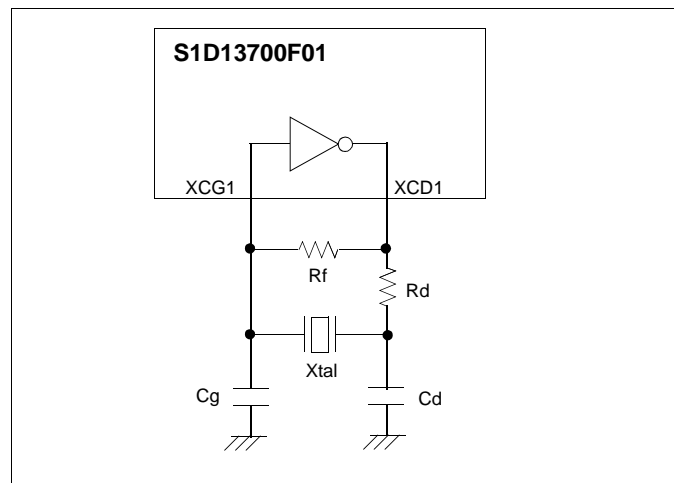 S1D13700F01
XCG1
XCD1
Rf
Rd
Xtal
Cg
Cd